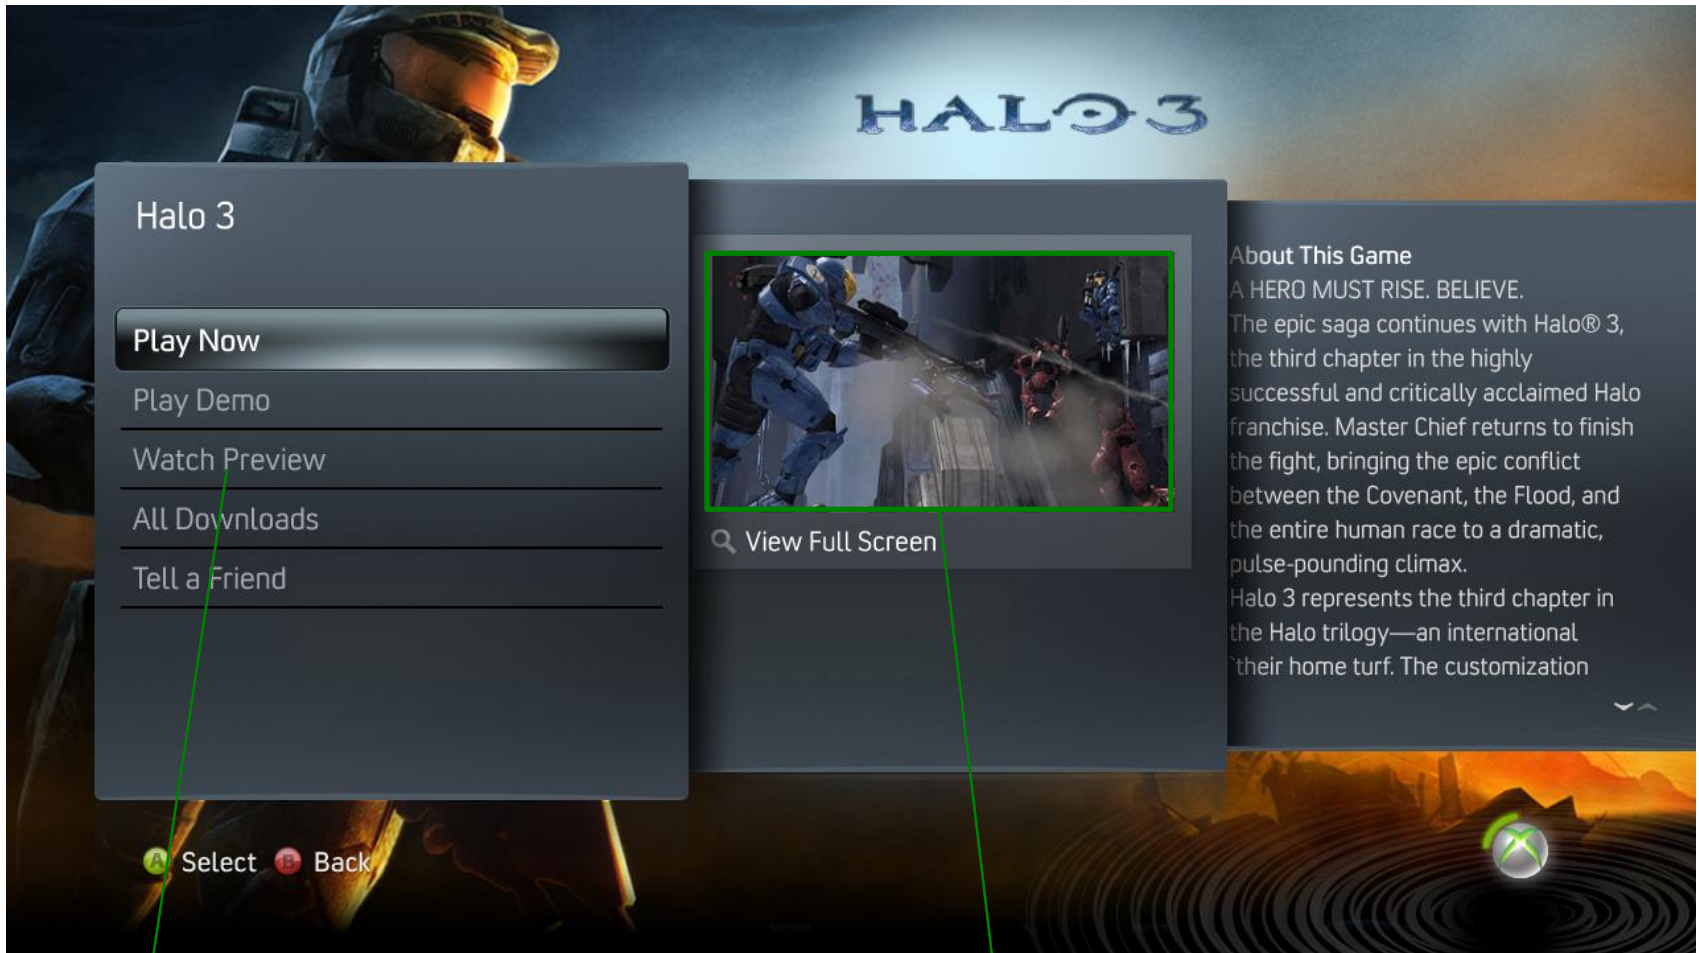 HALO 3
Halo 3
Play Now
Play Demo
Watch Preview
All Downloads
Tell a Friend
View Full Screen
About This Game
A HERO MUST RISE. BELIEVE.
The epic saga continues with Halo® 3,
the third chapter in the highly
successful and critically acclaimed Halo
franchise. Master Chief returns to finish
the fight, bringing the epic conflict
between the Covenant, the Flood, and
the entire human race to a dramatic,
pulse-pounding climax.
Halo 3 represents the third chapter in
the Halo trilogy—an international
`their home turf. The customization
A Select B Back